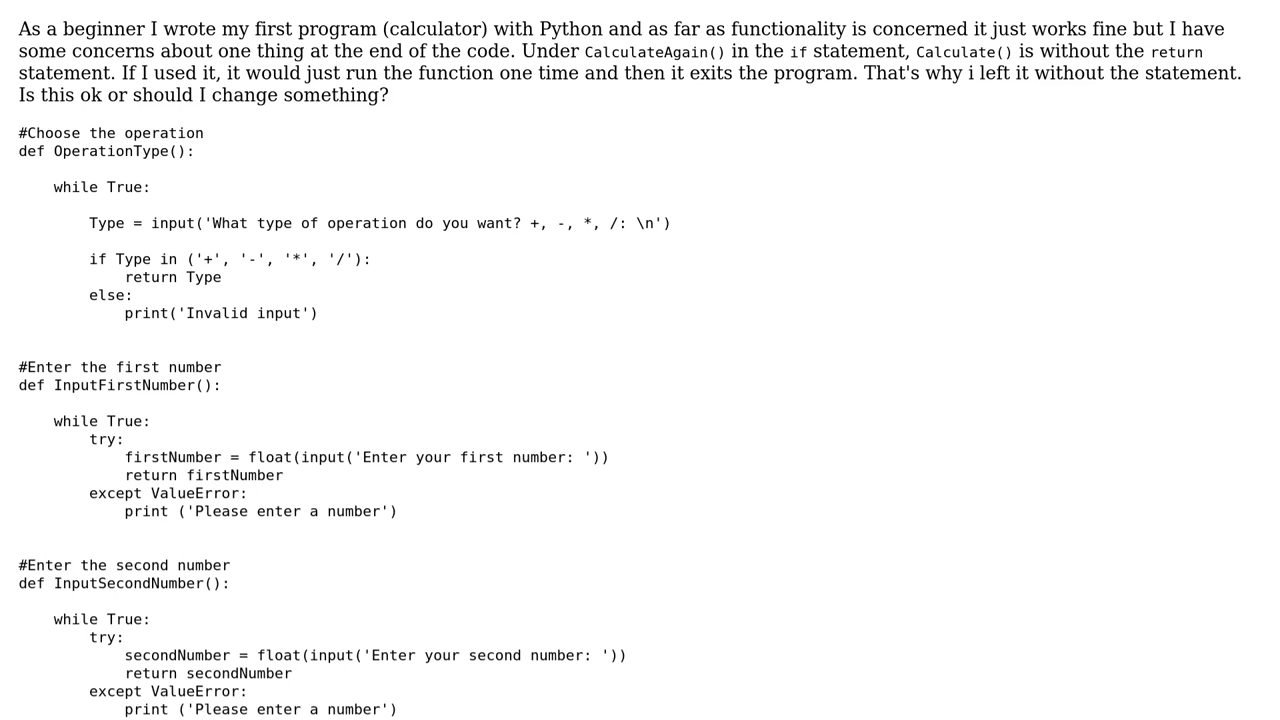 As a beginner I wrote my first program (calculator) with Python and as far as functionality is concerned it just works fine but I have
some concerns about one thing at the end of the code. Under CalculateAgain() in the if statement, Calculate() is without the return
statement. If I used it, it would just run the function one time and then it exits the program. That's why i left it without the statement.
Is this ok or should I change something?
#Choose the operation
def OperationType():
    while True:
        Type = input('What type of operation do you want? +, -, *, /: \n')
        if Type in ('+', '-', '*', '/'):
            return Type
        else:
            print('Invalid input')
#Enter the first number
def InputFirstNumber():
    while True:
        try:
            firstNumber = float(input('Enter your first number: '))
            return firstNumber
        except ValueError:
            print ('Please enter a number')
#Enter the second number
def InputSecondNumber():
    while True:
        try:
            secondNumber = float(input('Enter your second number: '))
            return secondNumber
        except ValueError:
            print ('Please enter a number')